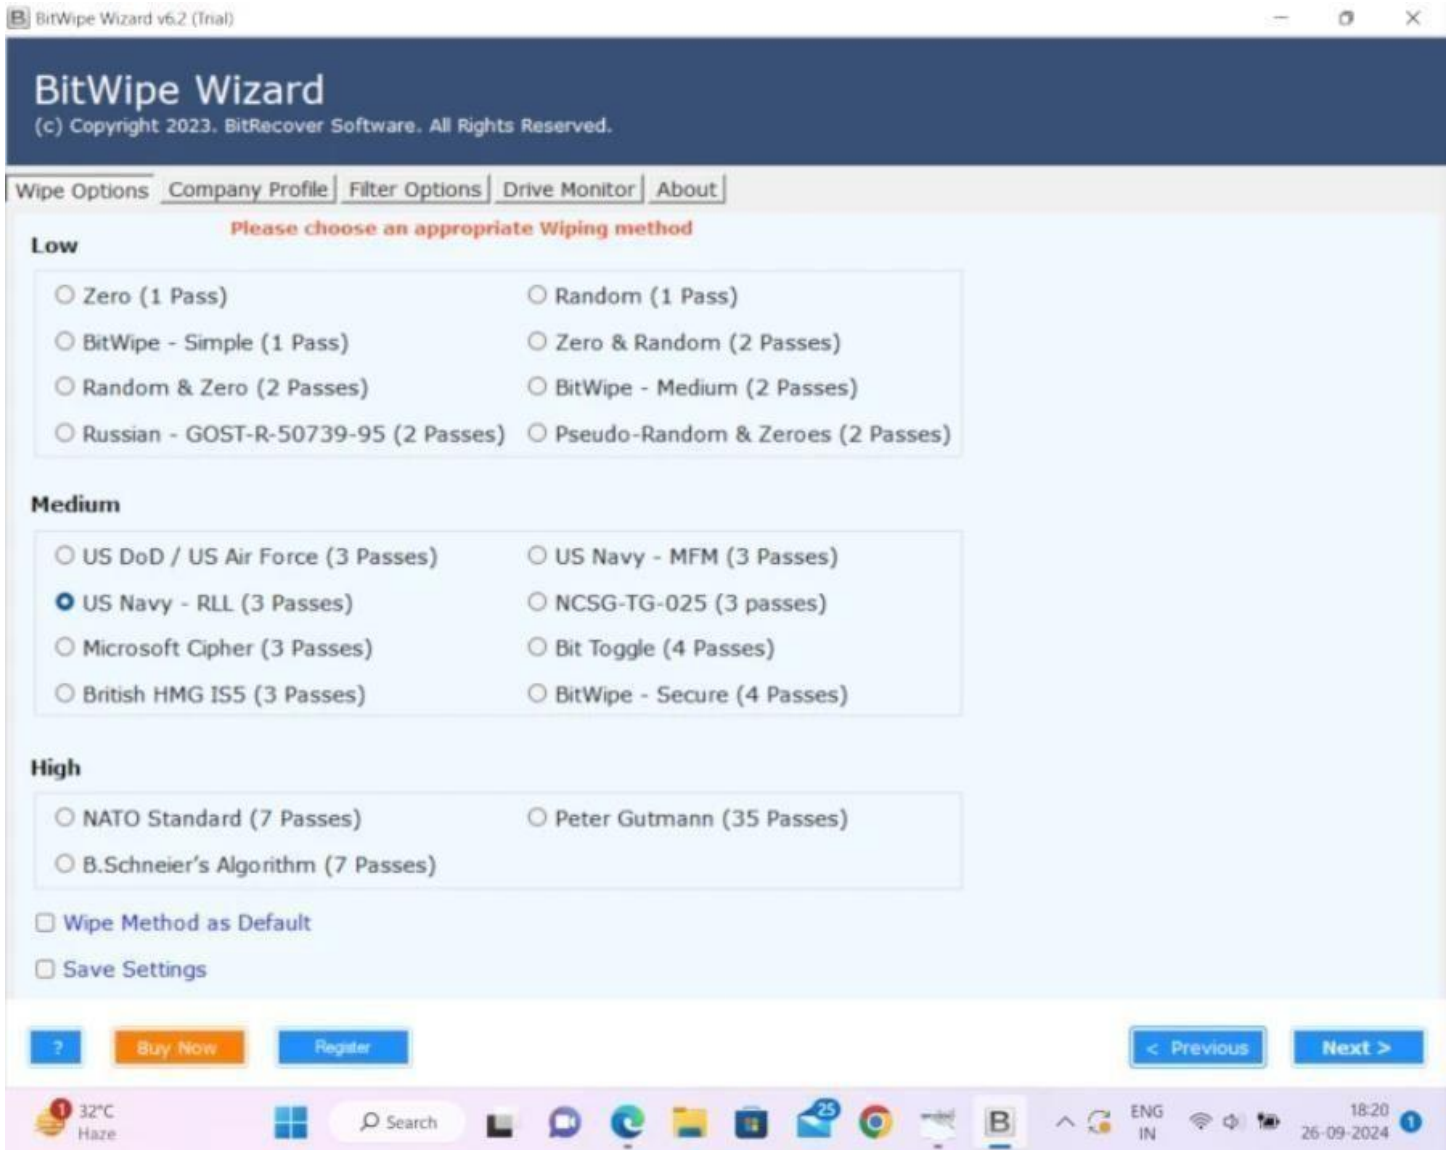 BitWipe Wizard v6.2 (Trial)
BitWipe Wizard
(c) Copyright 2023. BitRecover Software. All Rights Reserved.
Wipe Options Company Profile Filter Options Drive Monitor About
Please choose an appropriate Wiping method
Low
Zero (1 Pass) Random (1 Pass)
BitWipe - Simple (1 Pass) Zero & Random (2 Passes)
Random & Zero (2 Passes) BitWipe - Medium (2 Passes)
Russian - GOST-R-50739-95 (2 Passes) Pseudo-Random & Zeroes (2 Passes)
Medium
US DoD / US Air Force (3 Passes) US Navy - MFM (3 Passes)
US Navy - RLL (3 Passes) NCSG-TG-025 (3 passes)
Microsoft Cipher (3 Passes) Bit Toggle (4 Passes)
British HMG IS5 (3 Passes) BitWipe - Secure (4 Passes)
High
NATO Standard (7 Passes) Peter Gutmann (35 Passes)
B.Schneier's Algorithm (7 Passes)
Wipe Method as Default
Save Settings
? Buy Now Register < Previous Next >
1 32°C Haze Search 25 B ENG IN 18:20 26-09-2024 1